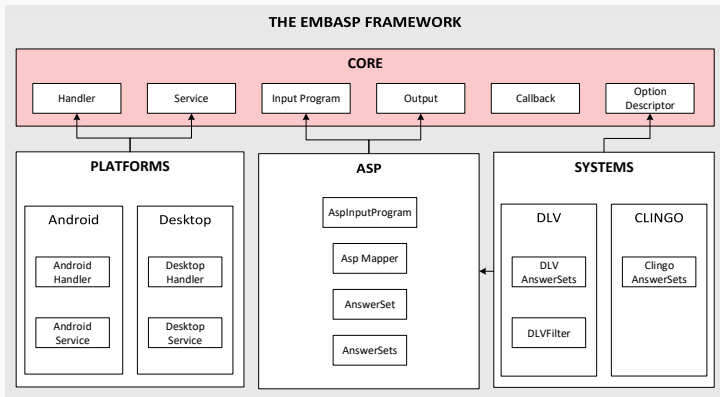 THE EMBASP FRAMEWORK
CORE
Handler
Service
Input Program
Output
Callback
Option
Descriptor
PLATFORMS
Android
Android
Handler
Android
Service
Desktop
Desktop
Handler
Desktop
Service
ASP
AspInputProgram
Asp Mapper
AnswerSet
AnswerSets
SYSTEMS
DLV
DLV
AnswerSets
DLVFilter
CLINGO
Clingo
AnswerSets